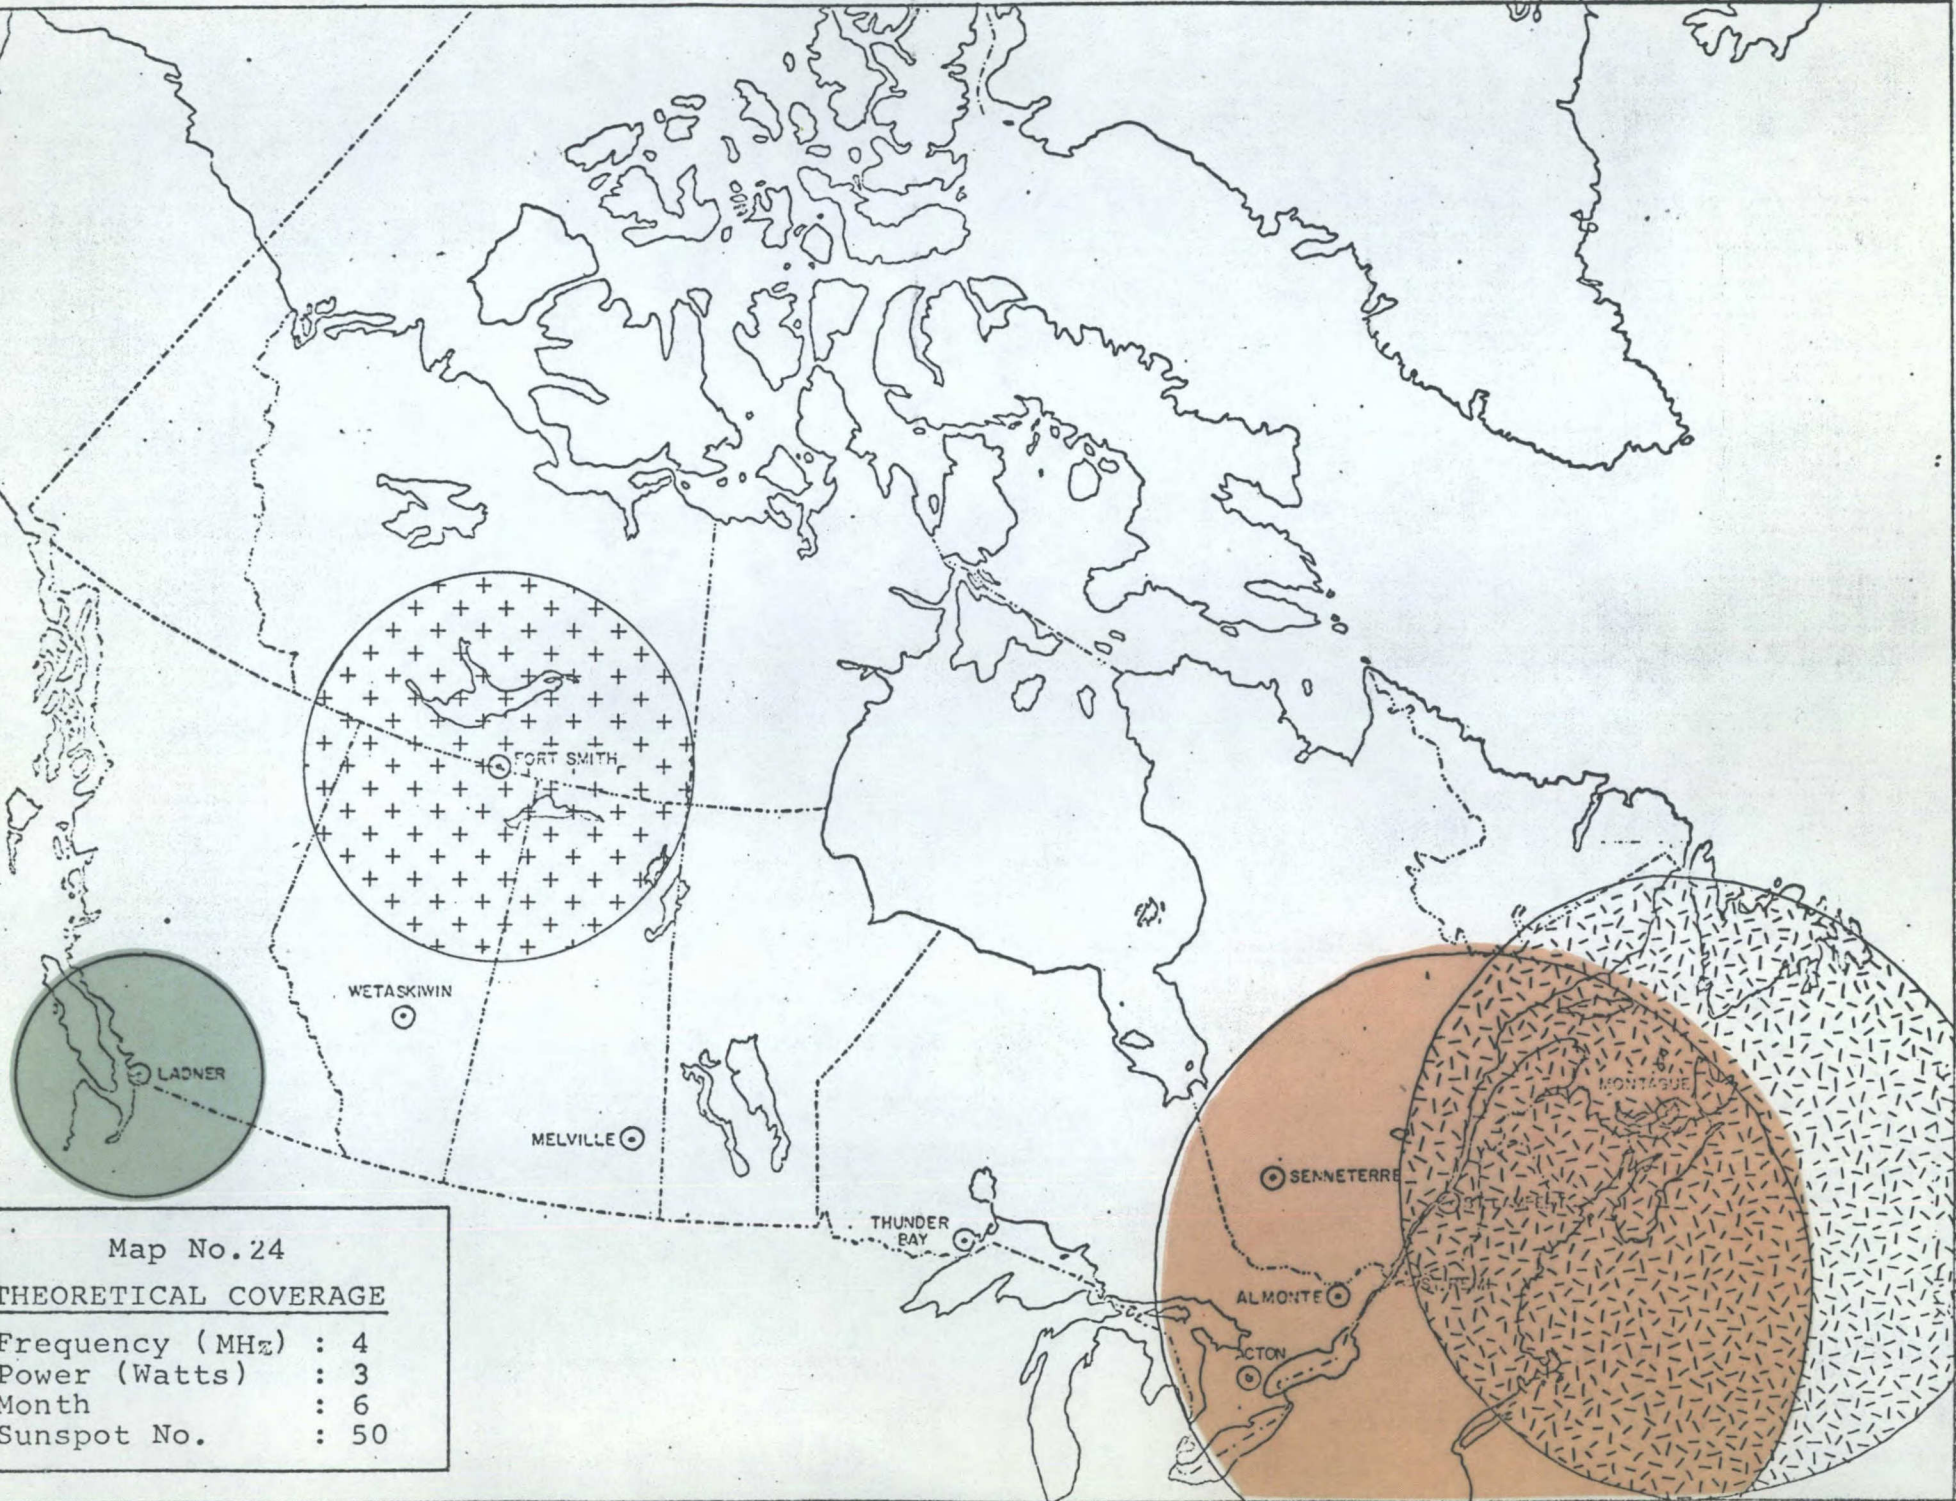 FORT SMITH
WETASKIWIN
LADNER
MELVILLE
THUNDER
BAY
SENNETERRE
MONTAGUE
ALMONTE
ACTON
Map No.24
THEORETICAL COVERAGE
Frequency (MHz) : 4
Power (Watts) : 3
Month : 6
Sunspot No. : 50